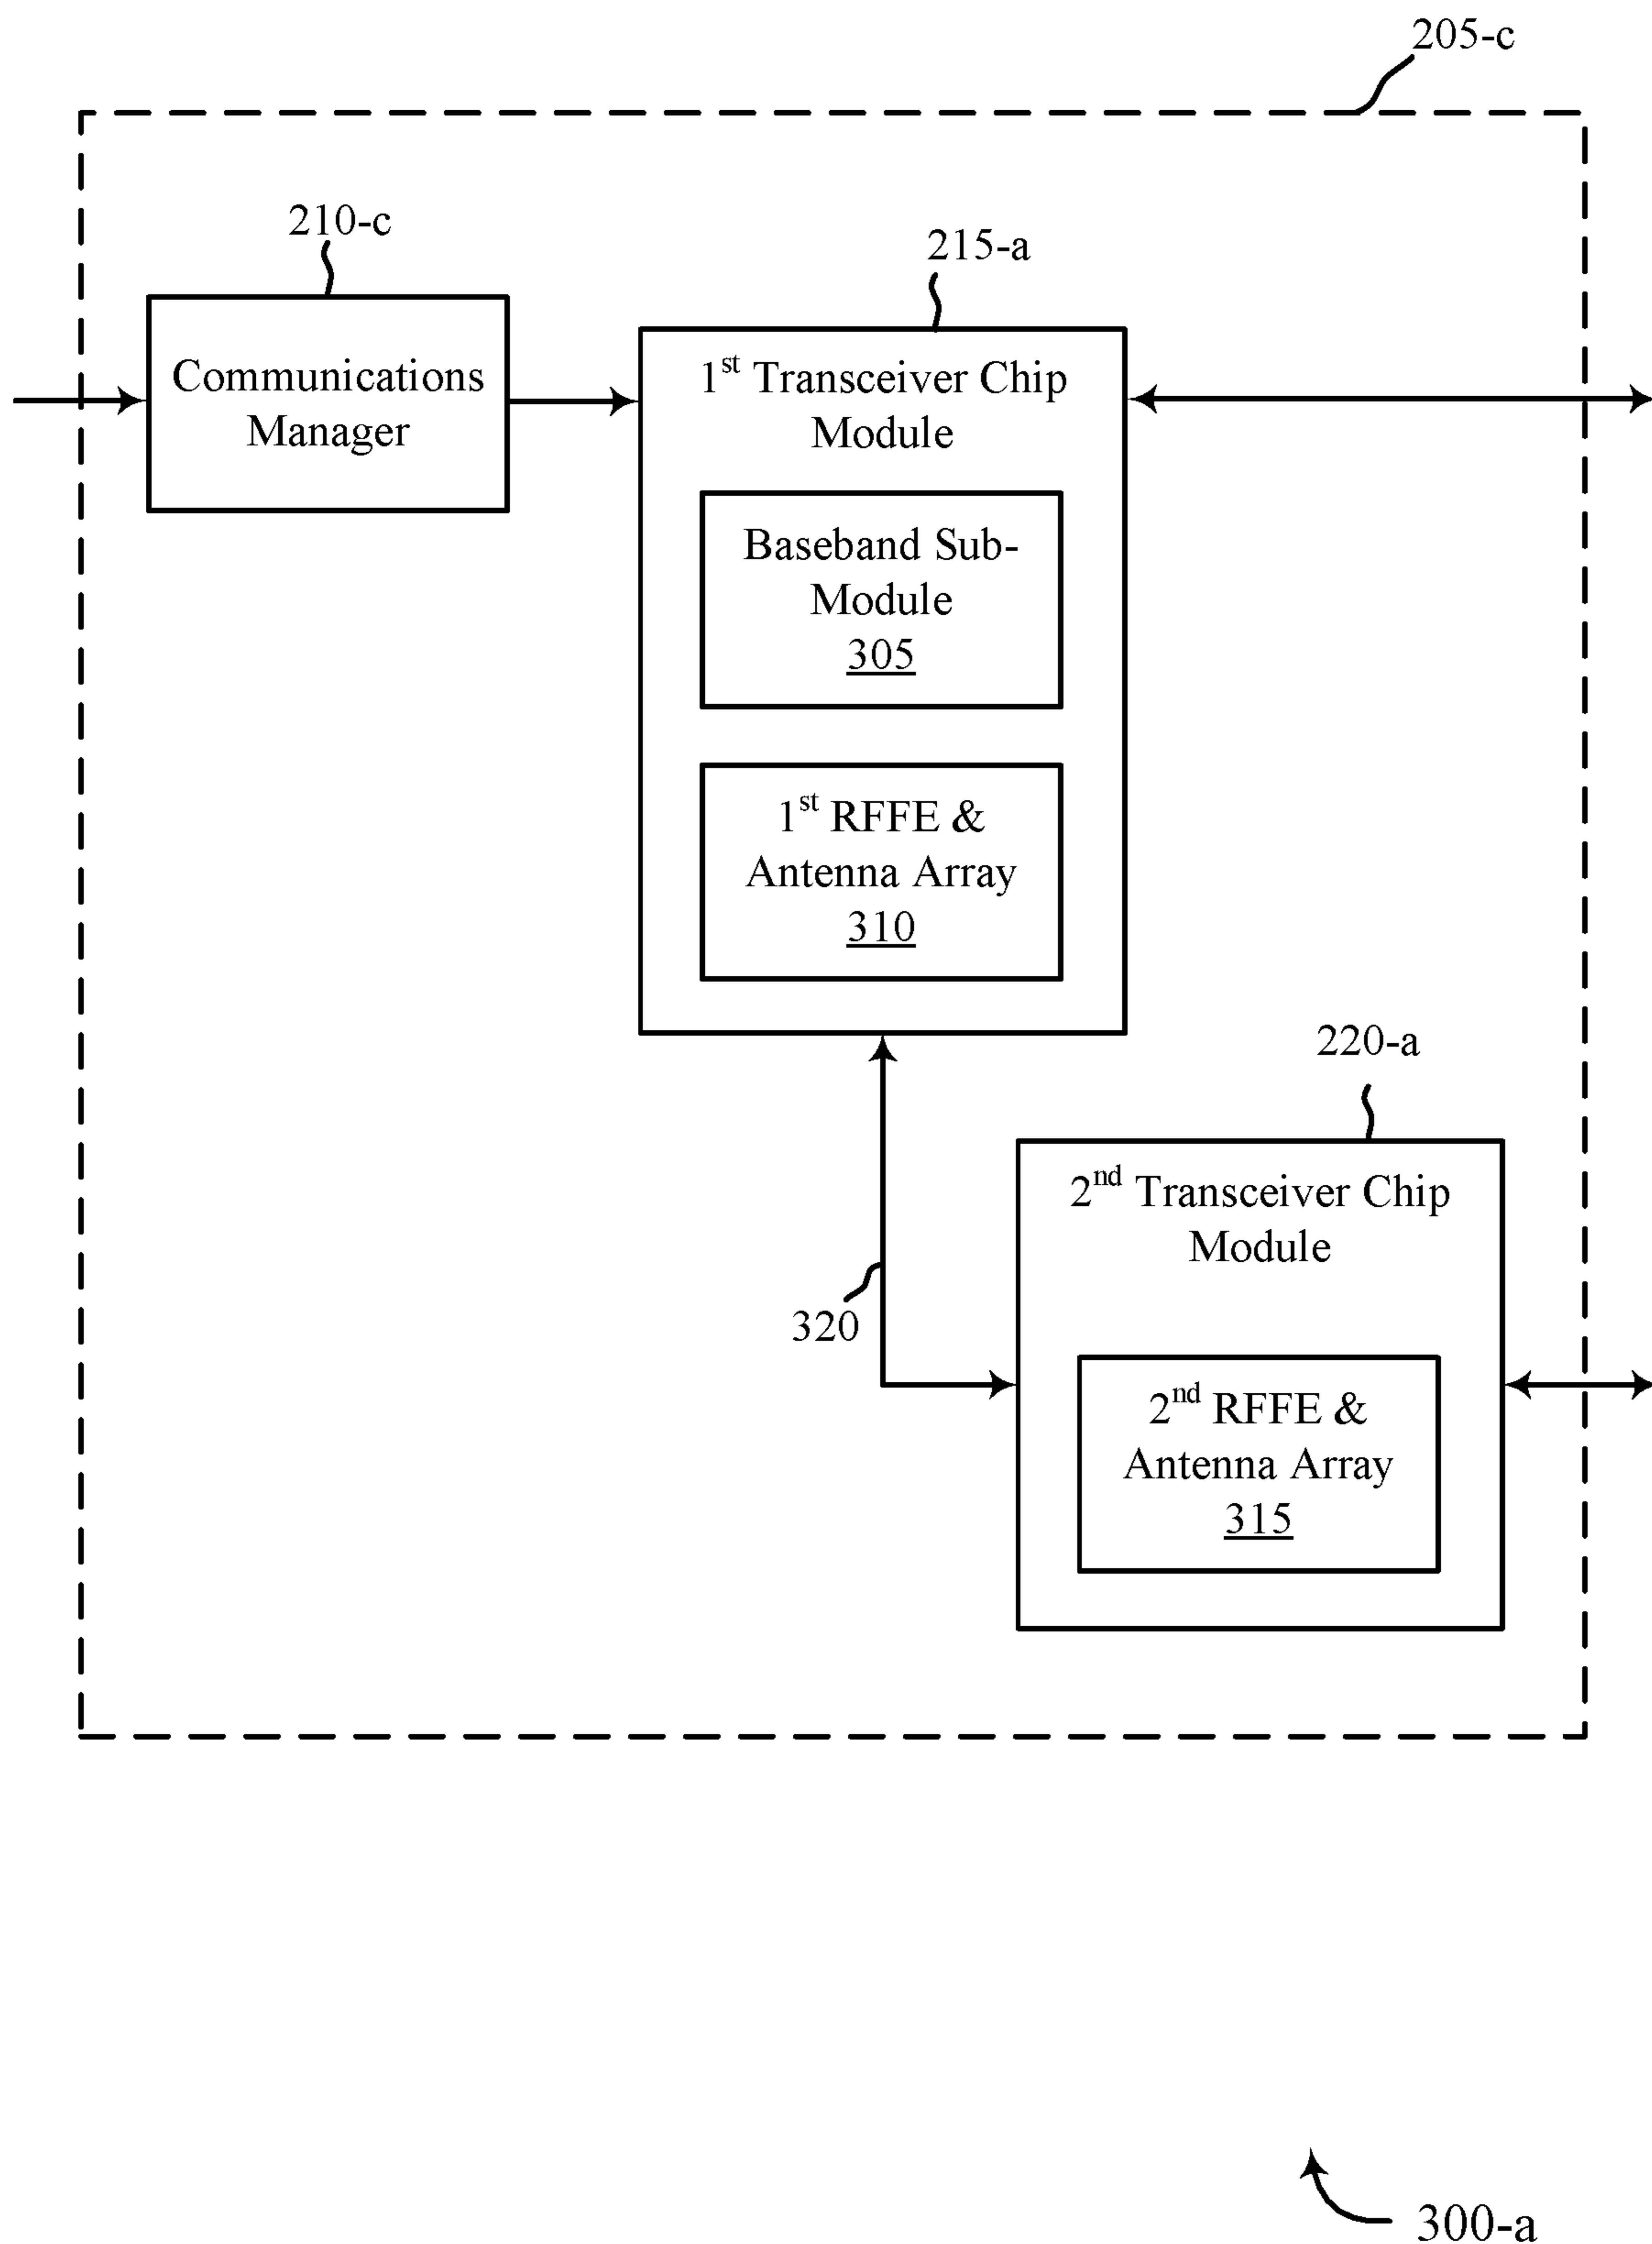 205-c
210-c
Communications
Manager
215-a
1st Transceiver Chip
Module
Baseband Sub-
Module
305
1st RFFE &
Antenna Array
310
220-a
2nd Transceiver Chip
Module
320
2nd RFFE &
Antenna Array
315
300-a